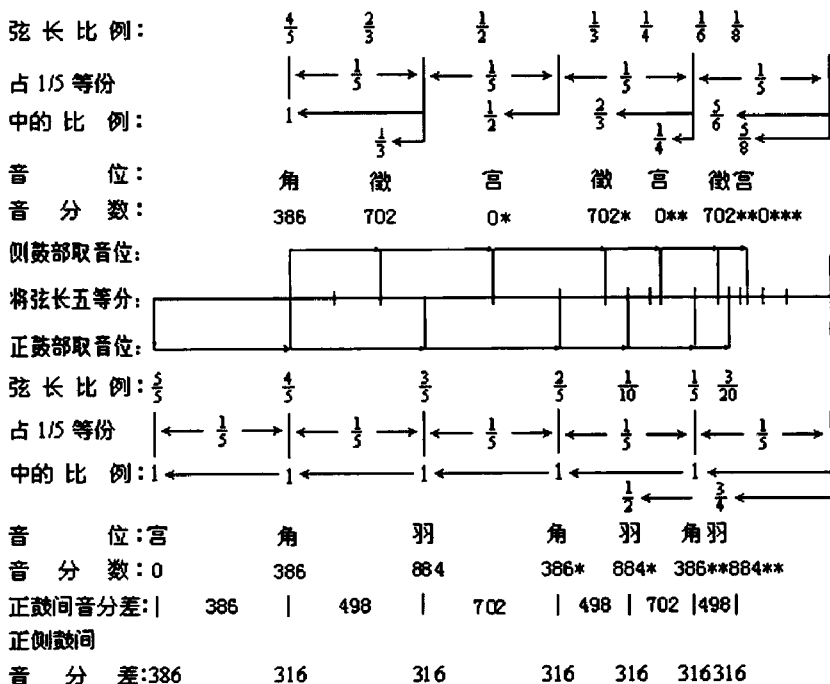 弦长比例： 4/5 2/3 1/2 1/3 1/4 1/6 1/8
占 1/5 等份 1/5 1/5 1/5 1/5
中的比例： 1 1/2 2/3 5/6
1/3 1/4 5/8
音位： 角 徵 宫 徵 宫 徵宫
音分数： 386 702 0* 702* 0** 702**0***
侧鼓部取音位：
将弦长五等分：
正鼓部取音位：
弦长比例： 5/5 4/5 3/5 2/5 1/10 1/5 3/20
占 1/5 等份 1/5 1/5 1/5 1/5 1/5
中的比例：1 1 1 1 1
1/2 3/4
音位：宫 角 羽 角 羽 角羽
音分数：0 386 884 386* 884* 386**884**
正鼓间音分差： 386 498 702 498 702 498
正侧鼓间
音分差：386 316 316 316 316 316316